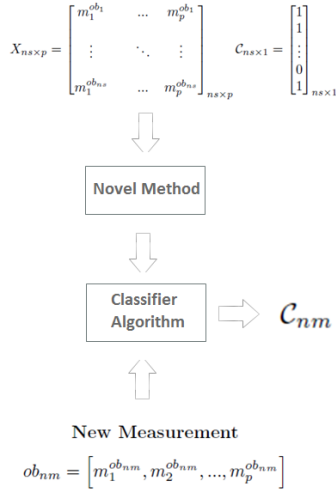 X_{ns×p} = [m_1^{ob_1} ... m_p^{ob_1} ⋮ ⋱ ⋮ m_1^{ob_{ns}} ... m_p^{ob_{ns}}]_{ns×p} 𝒞_{ns×1} = [1 1 ⋮ 0 1]_{ns×1}
Novel Method
Classifier
Algorithm
𝒞_{nm}
New Measurement
ob_{nm} = [m_1^{ob_{nm}}, m_2^{ob_{nm}}, ..., m_p^{ob_{nm}}]